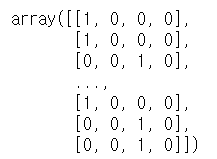 array([[1, 0, 0, 0],
       [1, 0, 0, 0],
       [0, 0, 1, 0],
       ...,
       [1, 0, 0, 0],
       [0, 0, 1, 0],
       [0, 0, 1, 0]])